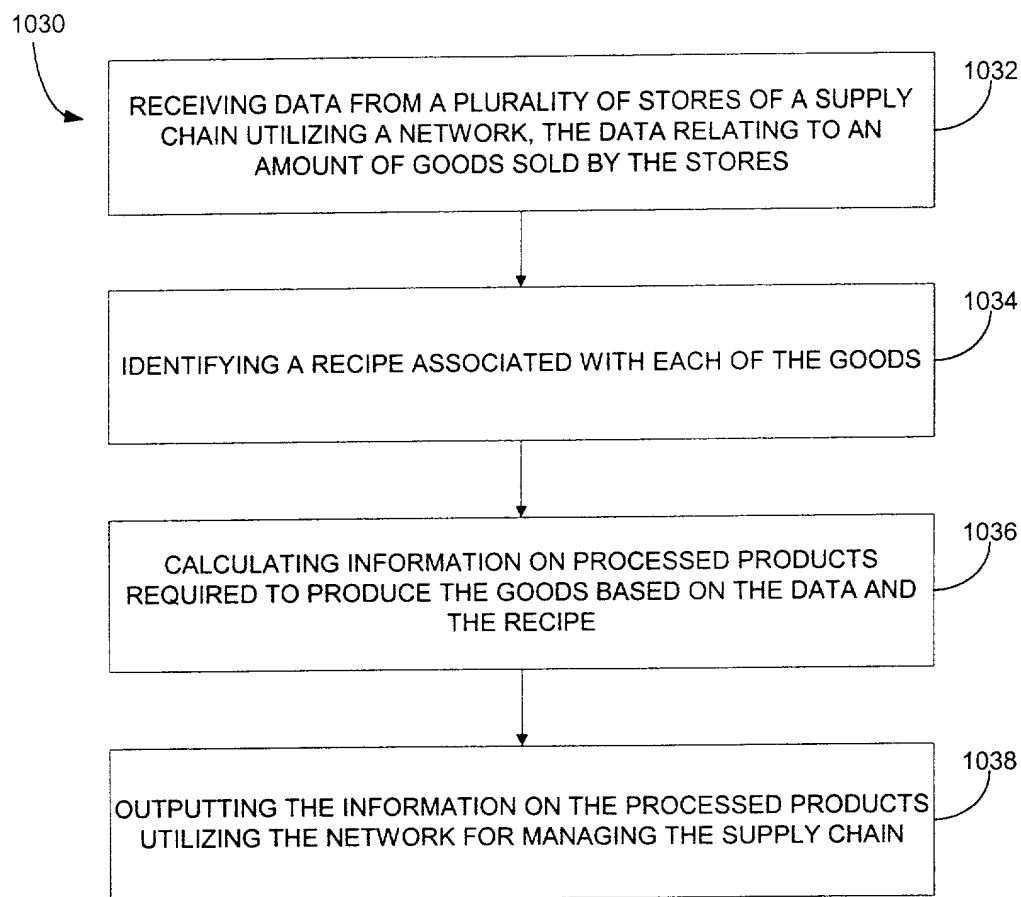 1030
1032
RECEIVING DATA FROM A PLURALITY OF STORES OF A SUPPLY
CHAIN UTILIZING A NETWORK, THE DATA RELATING TO AN
AMOUNT OF GOODS SOLD BY THE STORES
1034
IDENTIFYING A RECIPE ASSOCIATED WITH EACH OF THE GOODS
1036
CALCULATING INFORMATION ON PROCESSED PRODUCTS
REQUIRED TO PRODUCE THE GOODS BASED ON THE DATA AND
THE RECIPE
1038
OUTPUTTING THE INFORMATION ON THE PROCESSED PRODUCTS
UTILIZING THE NETWORK FOR MANAGING THE SUPPLY CHAIN